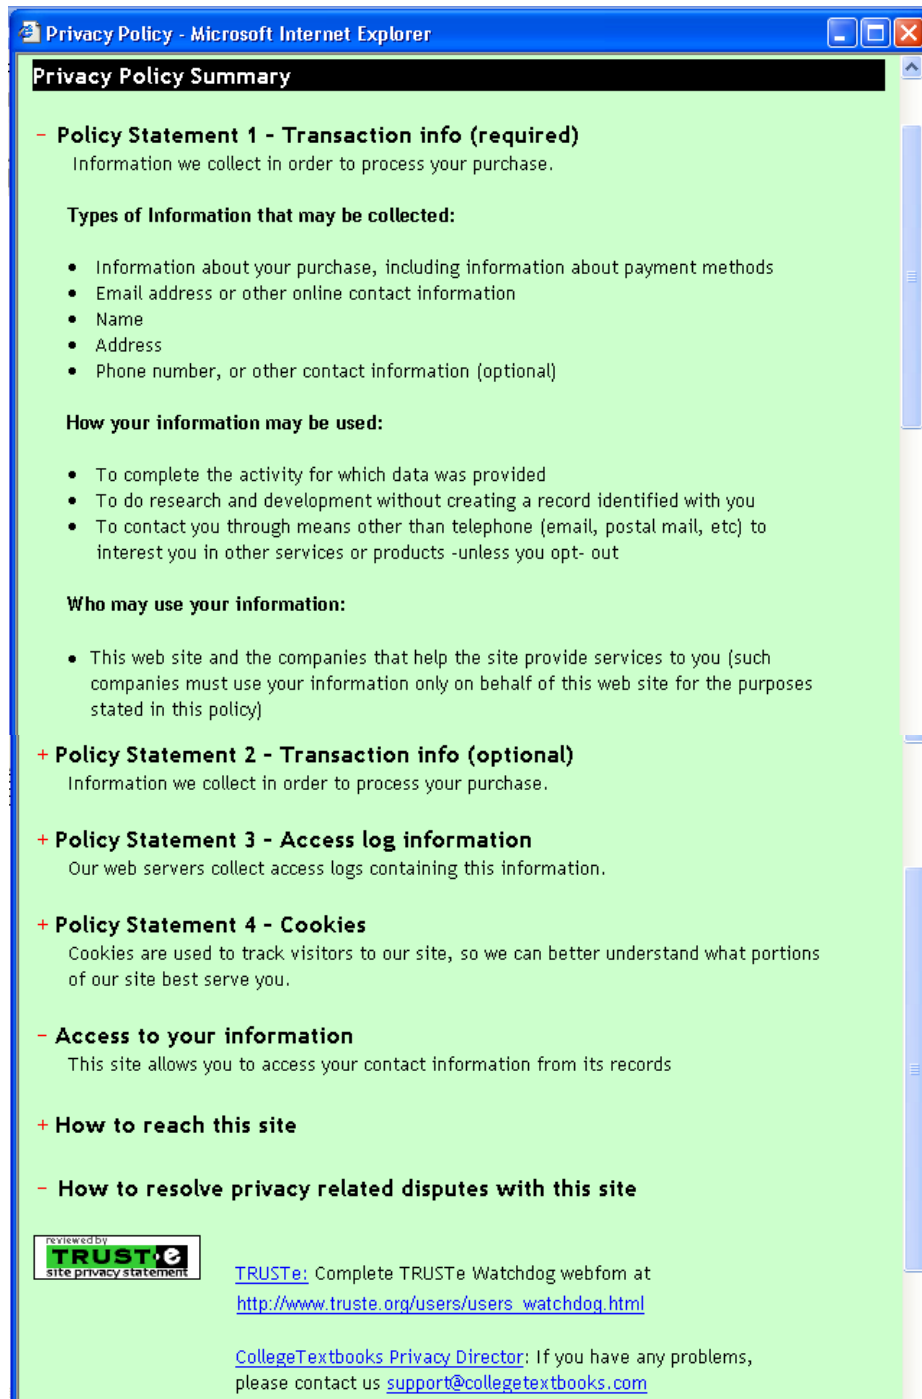 Privacy Policy - Microsoft Internet Explorer
Privacy Policy Summary
- Policy Statement 1 - Transaction info (required)
Information we collect in order to process your purchase.
Types of Information that may be collected:
• Information about your purchase, including information about payment methods
• Email address or other online contact information
• Name
• Address
• Phone number, or other contact information (optional)
How your information may be used:
• To complete the activity for which data was provided
• To do research and development without creating a record identified with you
• To contact you through means other than telephone (email, postal mail, etc) to
interest you in other services or products -unless you opt- out
Who may use your information:
• This web site and the companies that help the site provide services to you (such
companies must use your information only on behalf of this web site for the purposes
stated in this policy)
+ Policy Statement 2 - Transaction info (optional)
Information we collect in order to process your purchase.
+ Policy Statement 3 - Access log information
Our web servers collect access logs containing this information.
+ Policy Statement 4 - Cookies
Cookies are used to track visitors to our site, so we can better understand what portions
of our site best serve you.
- Access to your information
This site allows you to access your contact information from its records
+ How to reach this site
- How to resolve privacy related disputes with this site
reviewed by
TRUST·e
site privacy statement
TRUSTe: Complete TRUSTe Watchdog webfom at
http://www.truste.org/users/users_watchdog.html
CollegeTextbooks Privacy Director: If you have any problems,
please contact us support@collegetextbooks.com